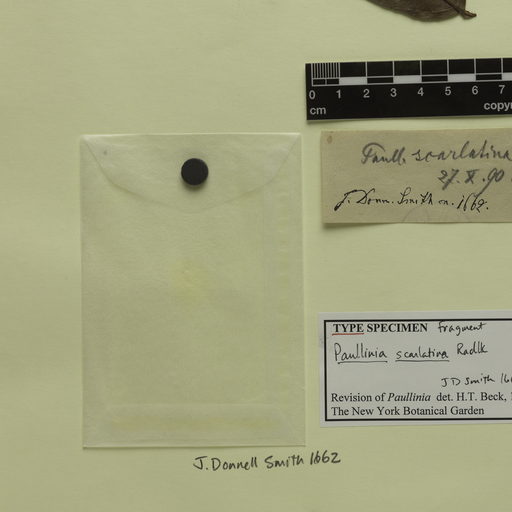 0 1 2 3 4 5 6 7
cm copy
Paull. scarlatina
27. X. 90
J. Donn. Smith n. 1662.
TYPE SPECIMEN fragment
Paullinia scarlatina Radlk
JD Smith 16
Revision of Paullinia det. H.T. Beck,
The New York Botanical Garden
J. Donnell Smith 1662